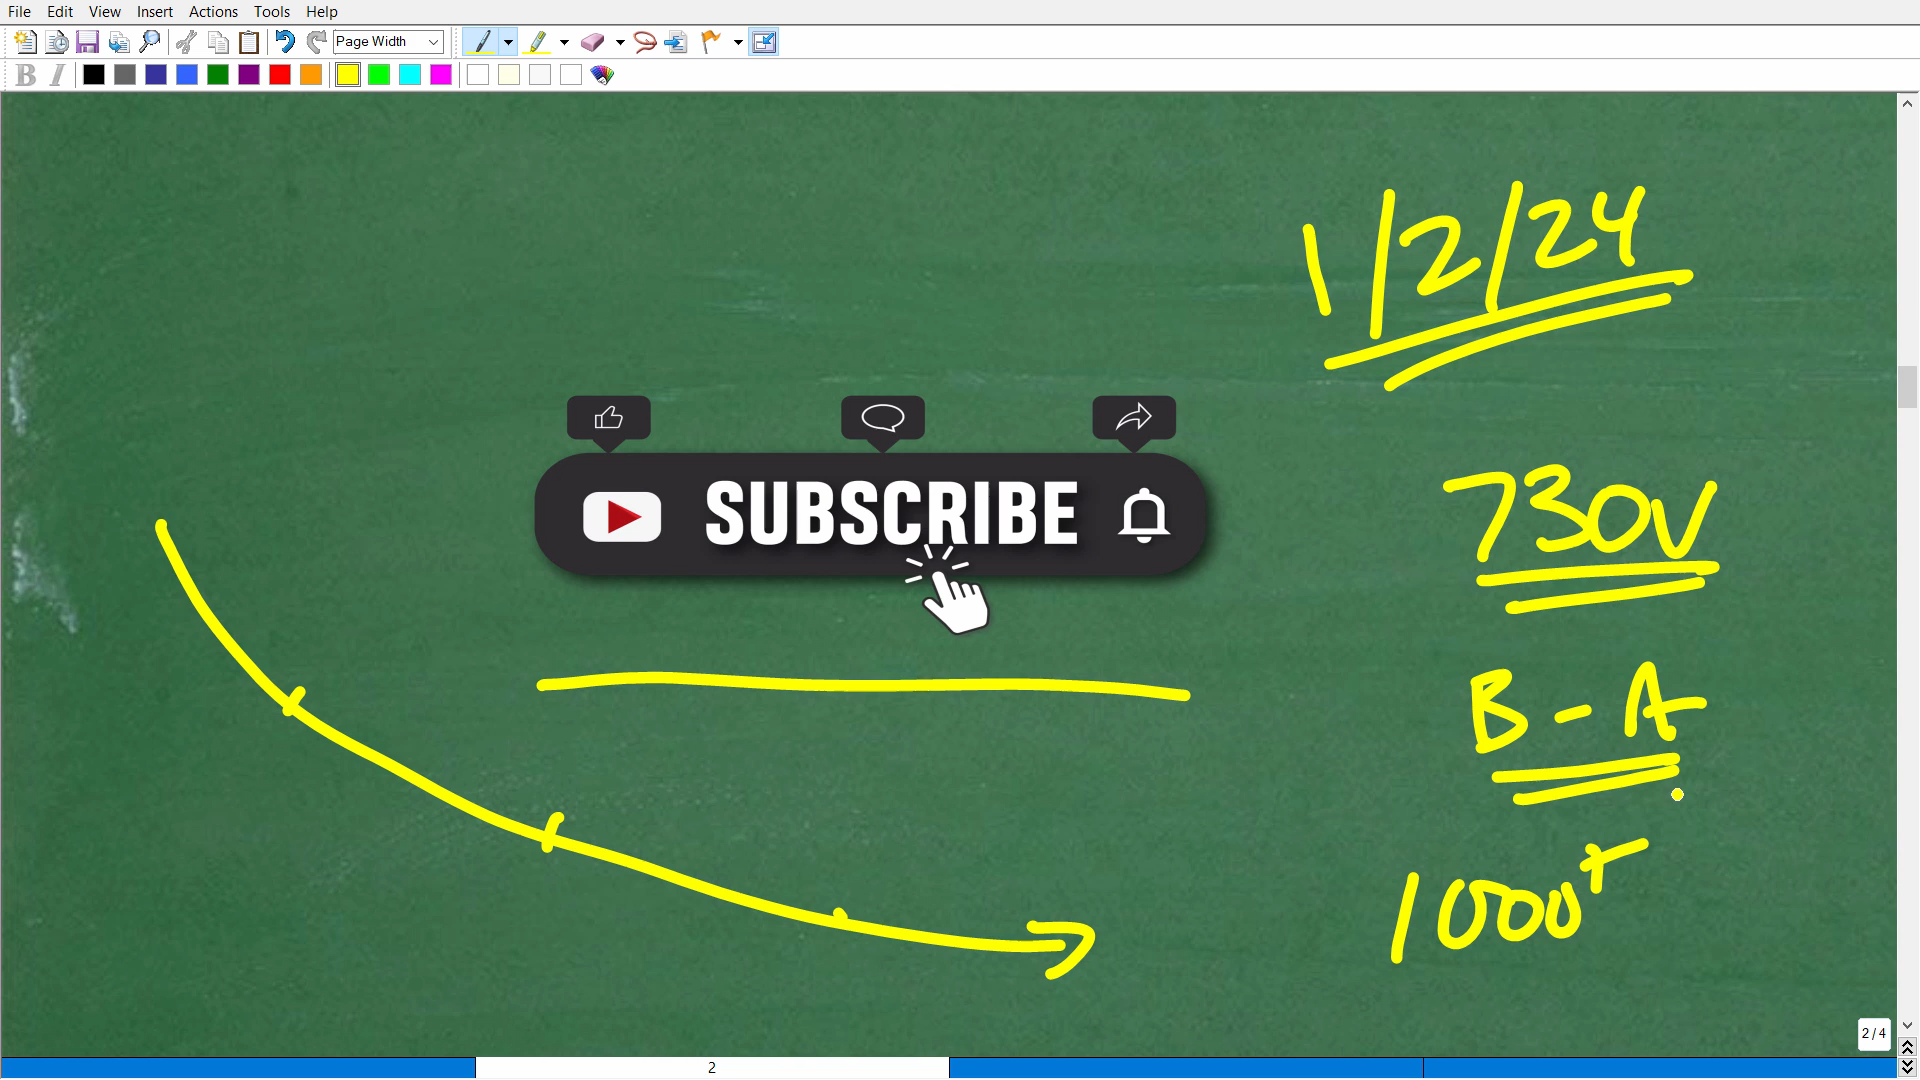 File Edit View Insert Actions Tools Help
Page Width
B I
1/2/24
SUBSCRIBE
730V
B-A
1000+
2/4
2